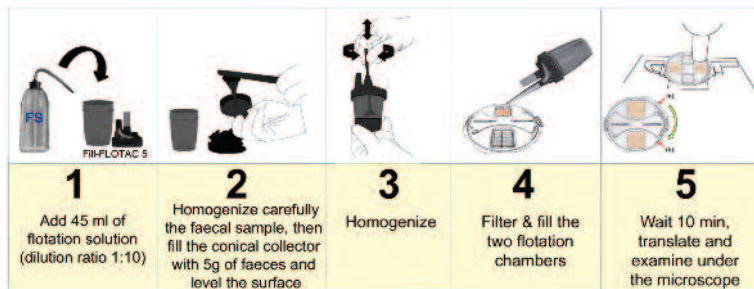 FS
Fill-FLOTAC 5
1
Add 45 ml of
flotation solution
(dilution ratio 1:10)
2
Homogenize carefully
the faecal sample, then
fill the conical collector
with 5g of faeces and
level the surface
3
Homogenize
4
Filter & fill the
two flotation
chambers
5
Wait 10 min,
translate and
examine under
the microscope